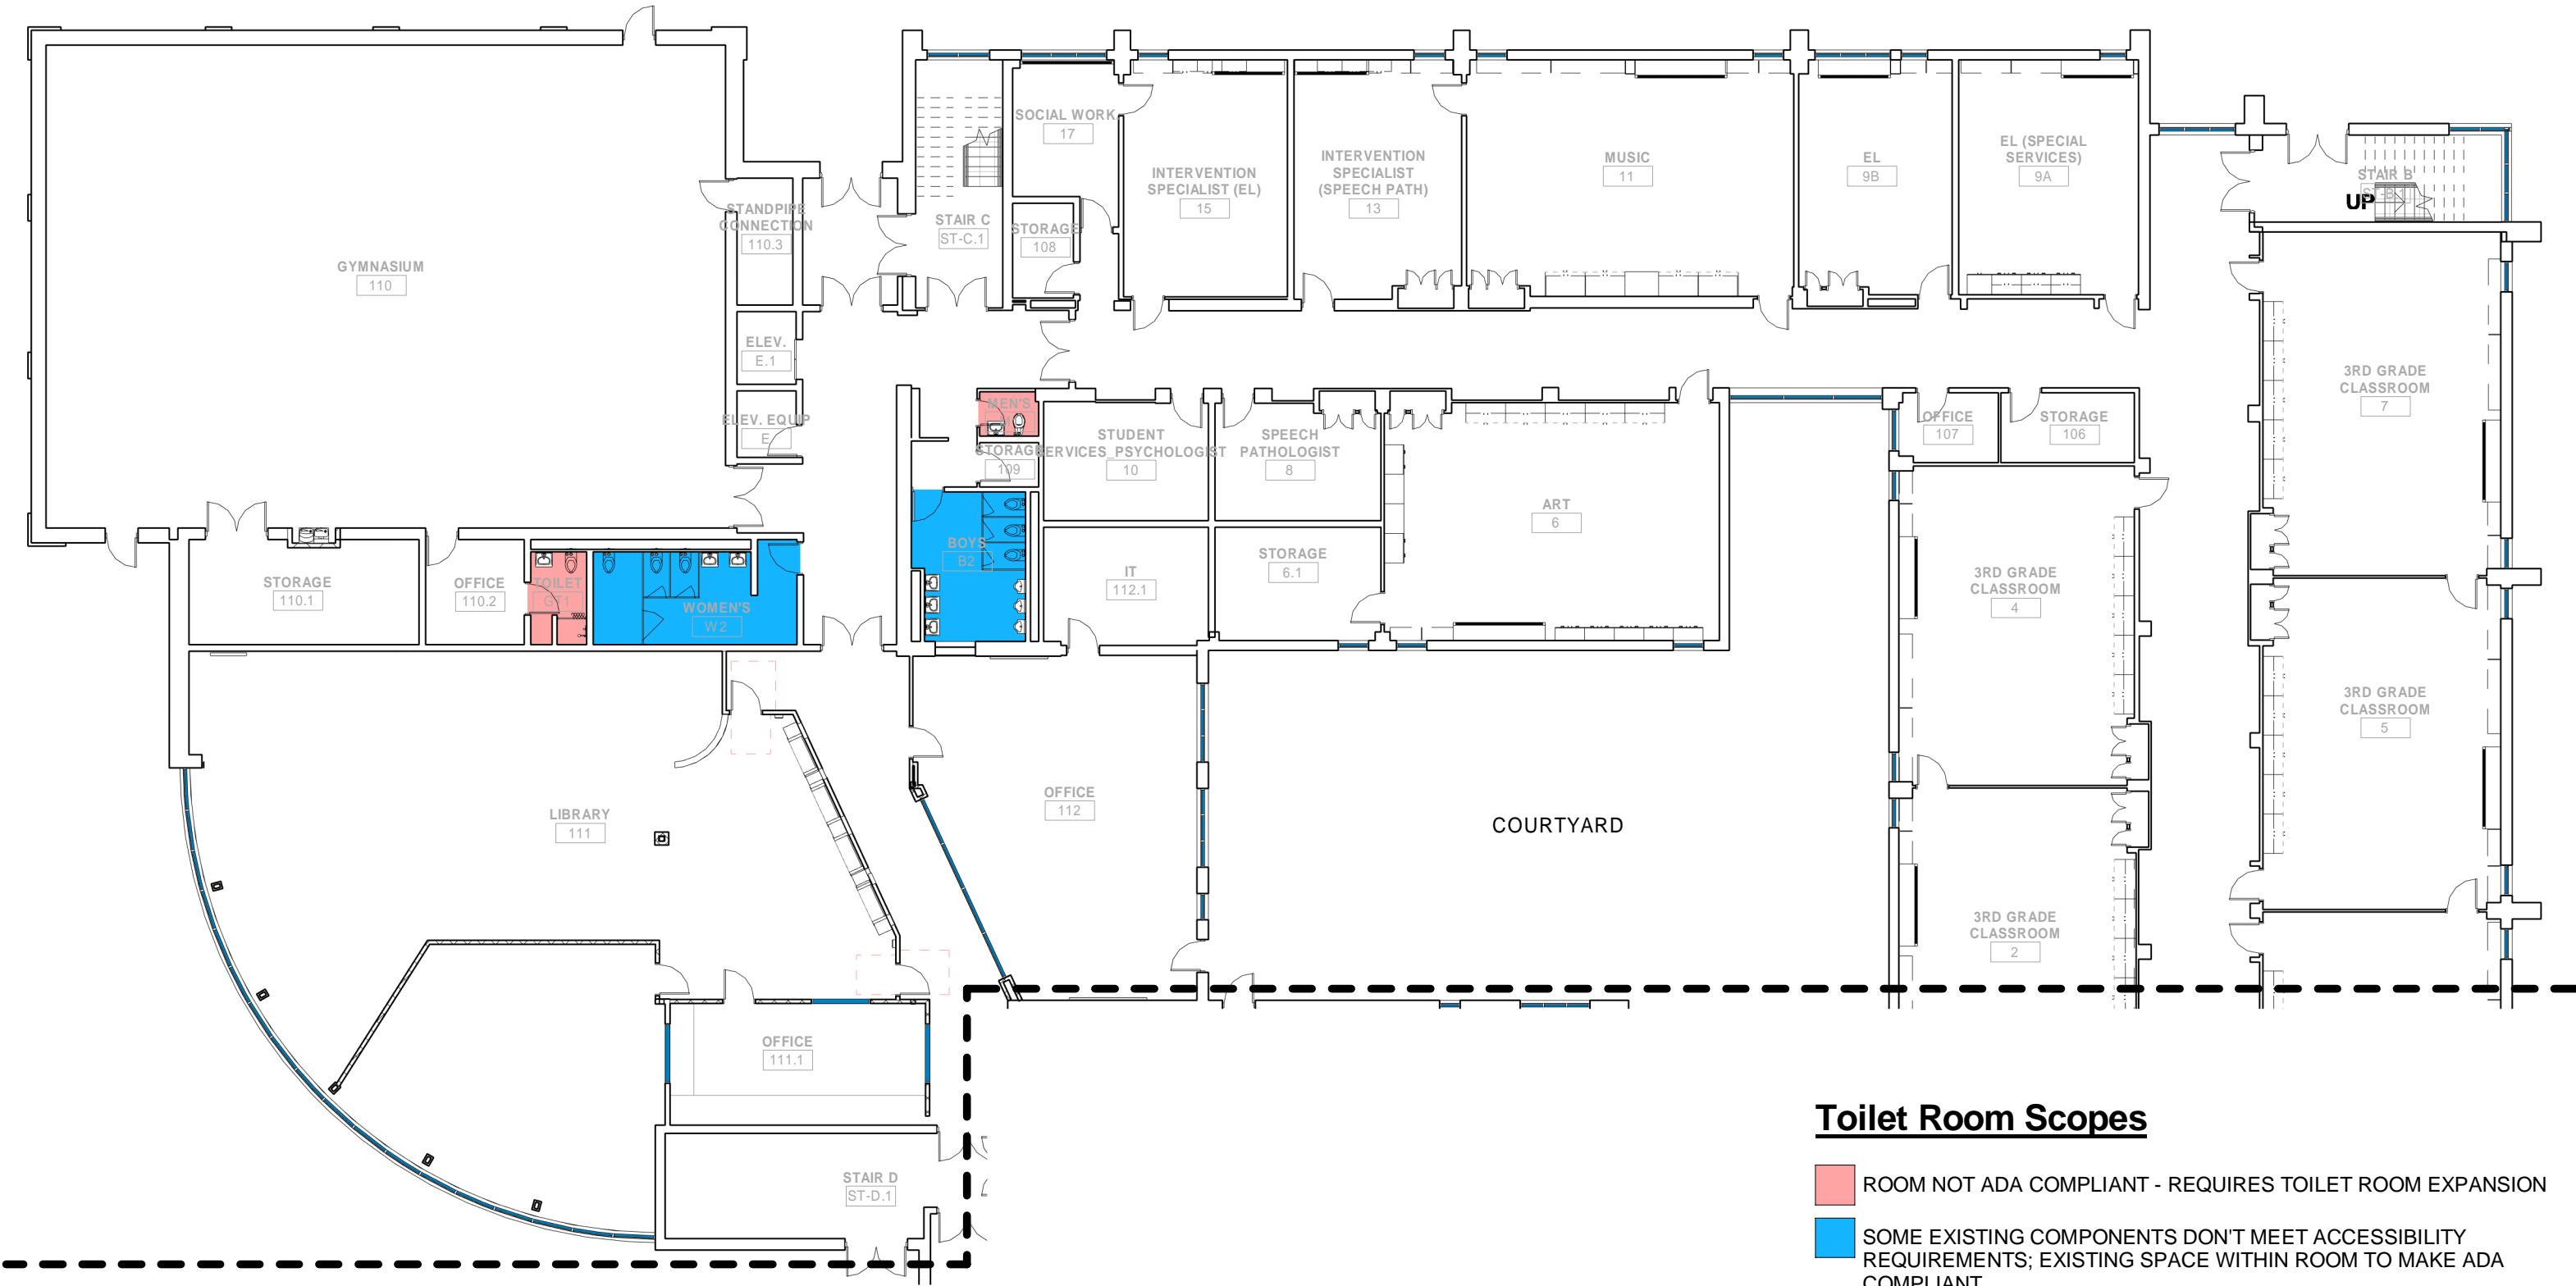 SOCIAL WORK
17
INTERVENTION
SPECIALIST (EL)
15
INTERVENTION
SPECIALIST
(SPEECH PATH)
13
MUSIC
11
EL
9B
EL (SPECIAL
SERVICES)
9A
STAIR B
ST-B.1
UP
STANDPIPE
CONNECTION
110.3
STAIR C
ST-C.1
STORAGE
108
GYMNASIUM
110
ELEV.
E.1
ELEV. EQUIP
E
MEN'S
STORAGE
109
STUDENT
SERVICES_PSYCHOLOGIST
10
SPEECH
PATHOLOGIST
8
ART
6
OFFICE
107
STORAGE
106
3RD GRADE
CLASSROOM
7
BOYS
B2
IT
112.1
STORAGE
6.1
STORAGE
110.1
OFFICE
110.2
TOILET
GT1
WOMEN'S
W2
3RD GRADE
CLASSROOM
4
3RD GRADE
CLASSROOM
5
LIBRARY
111
OFFICE
112
COURTYARD
3RD GRADE
CLASSROOM
2
OFFICE
111.1
STAIR D
ST-D.1
Toilet Room Scopes
ROOM NOT ADA COMPLIANT - REQUIRES TOILET ROOM EXPANSION
SOME EXISTING COMPONENTS DON'T MEET ACCESSIBILITY
REQUIREMENTS; EXISTING SPACE WITHIN ROOM TO MAKE ADA
COMPLIANT